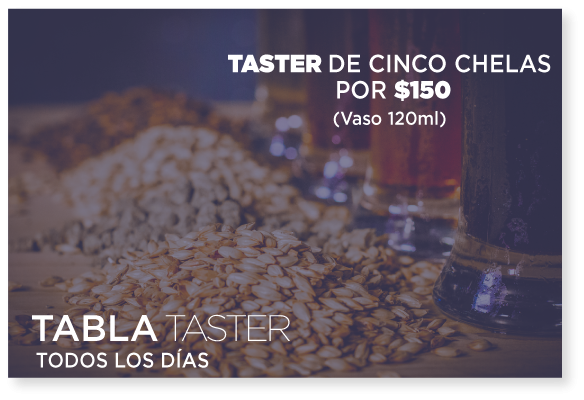 TASTER DE CINCO CHELAS
POR $150
(Vaso 120ml)
TABLA TASTER
TODOS LOS DÍAS